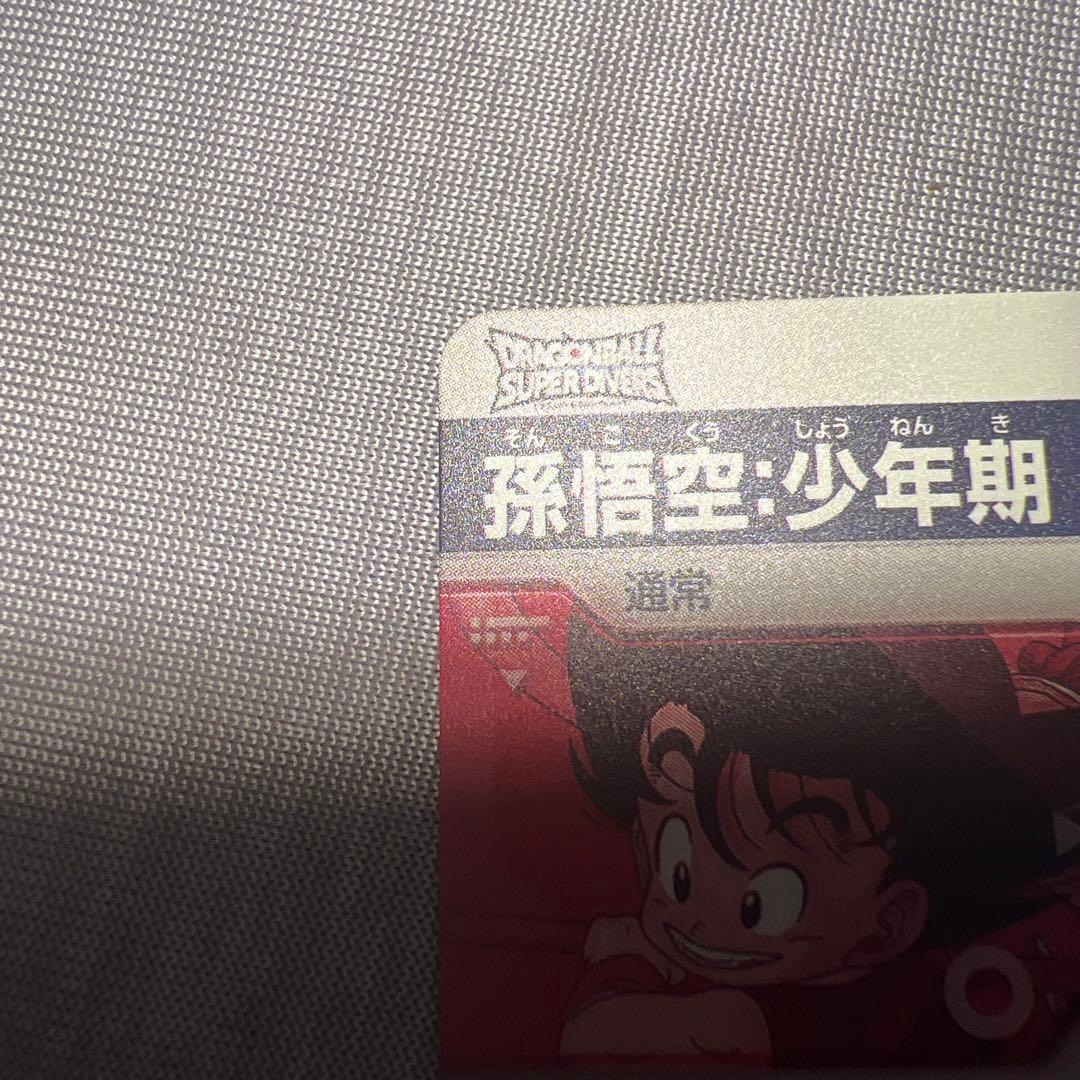 DRAGONBALL
SUPER DIVERS
そん ご くう しょう ねん き
孫悟空:少年期
通常